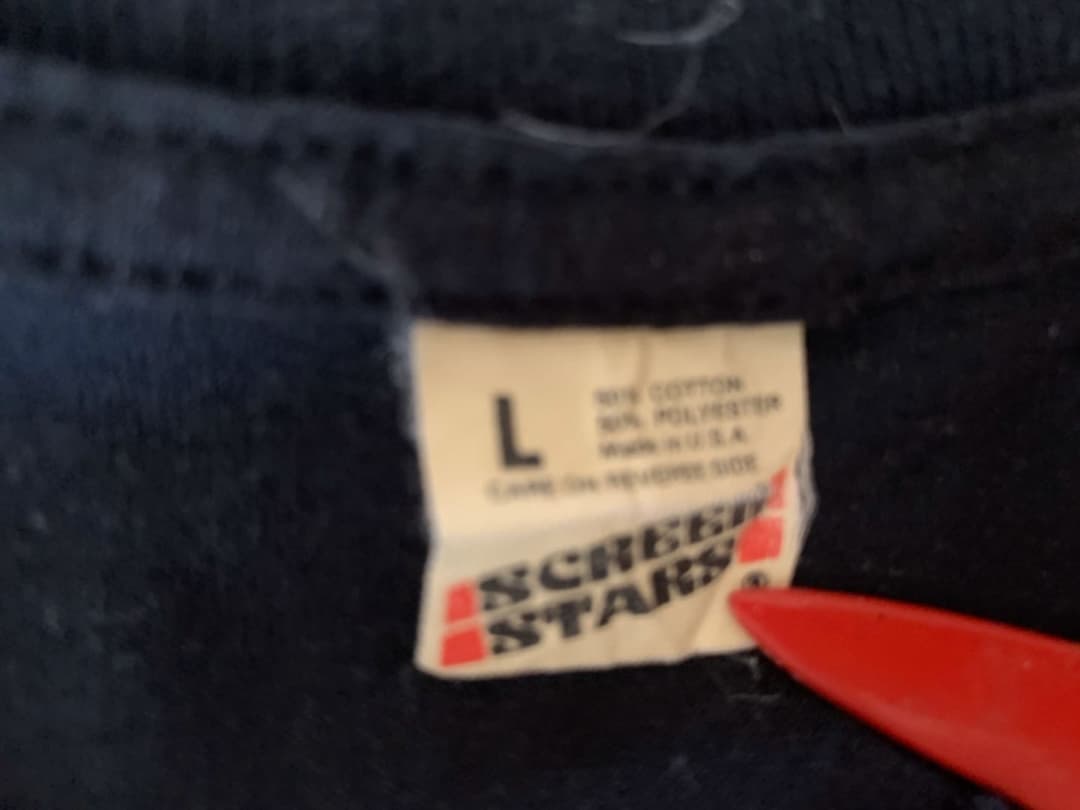 L
50% COTTON
50% POLYESTER
Made in U.S.A.
CARE ON REVERSE SIDE
SCREEN
STARS®